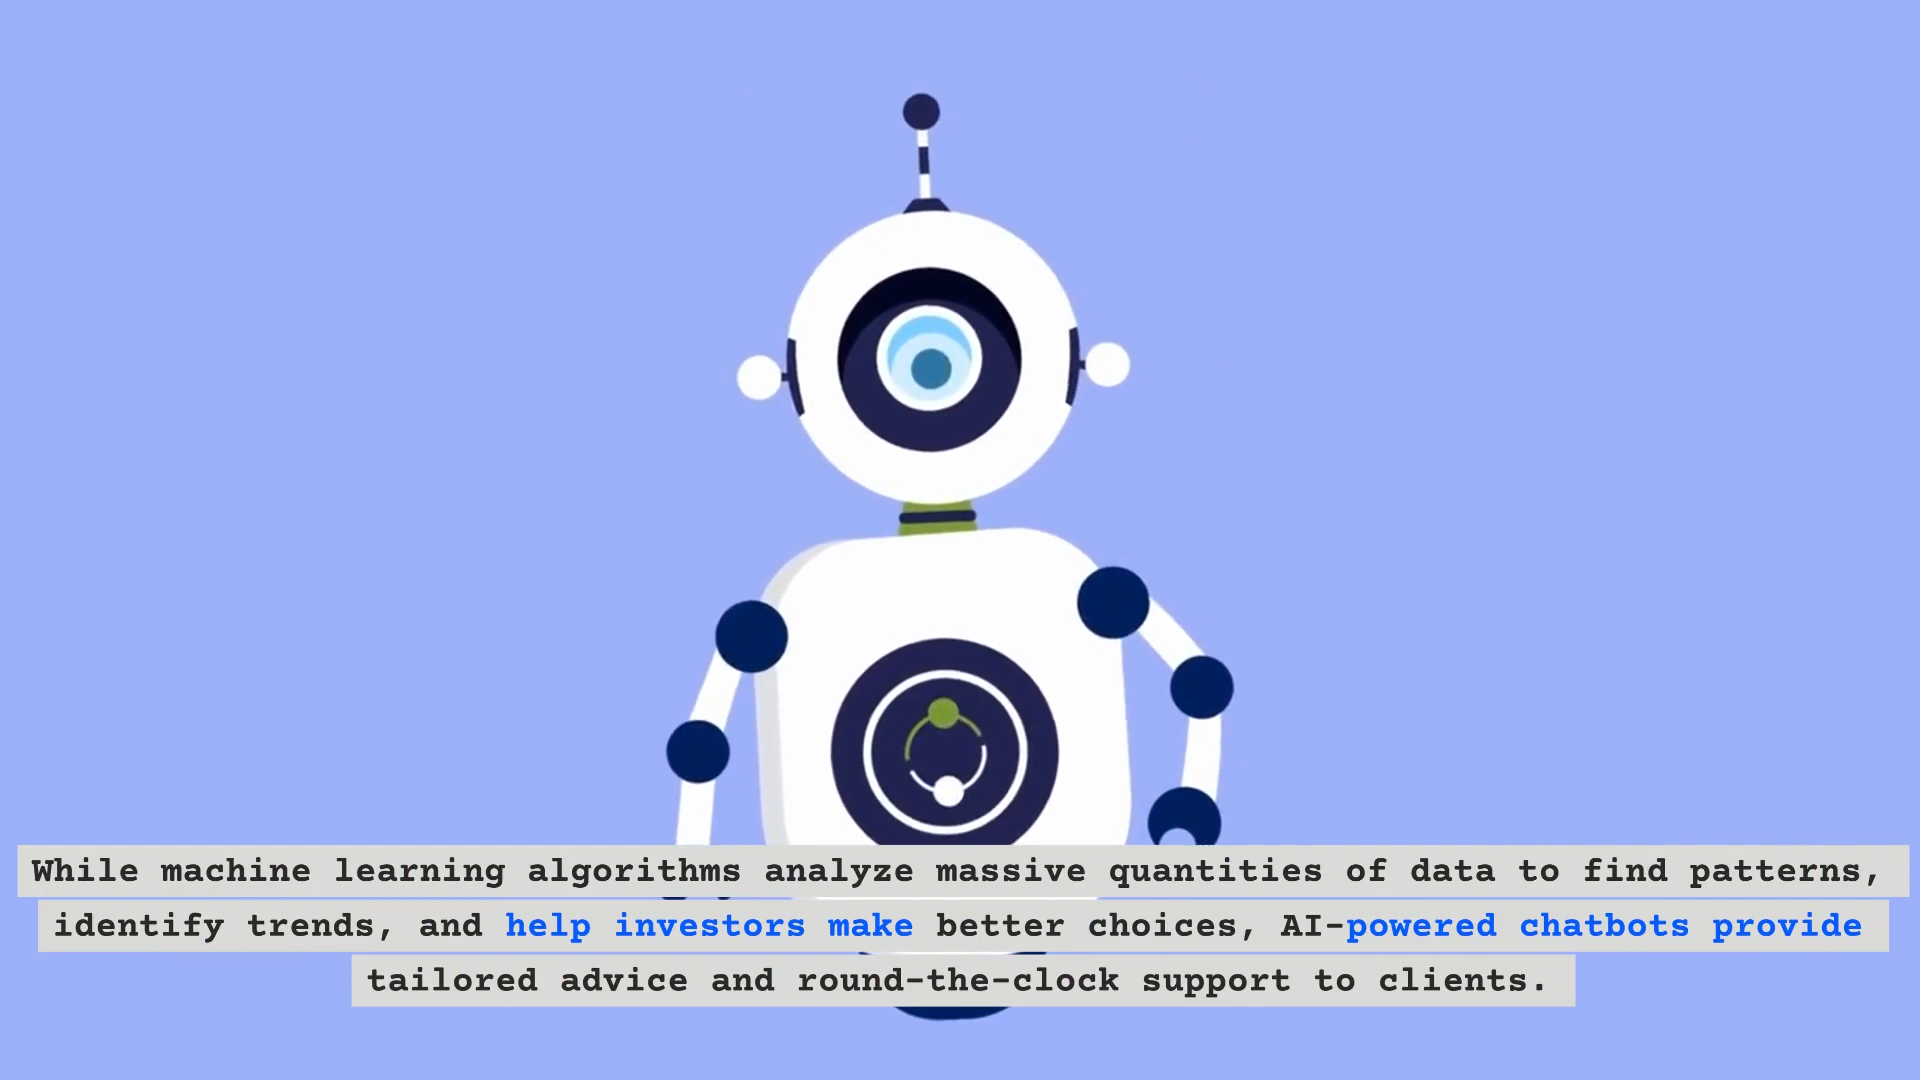 While machine learning algorithms analyze massive quantities of data to find patterns,
identify trends, and help investors make better choices, AI-powered chatbots provide
tailored advice and round-the-clock support to clients.